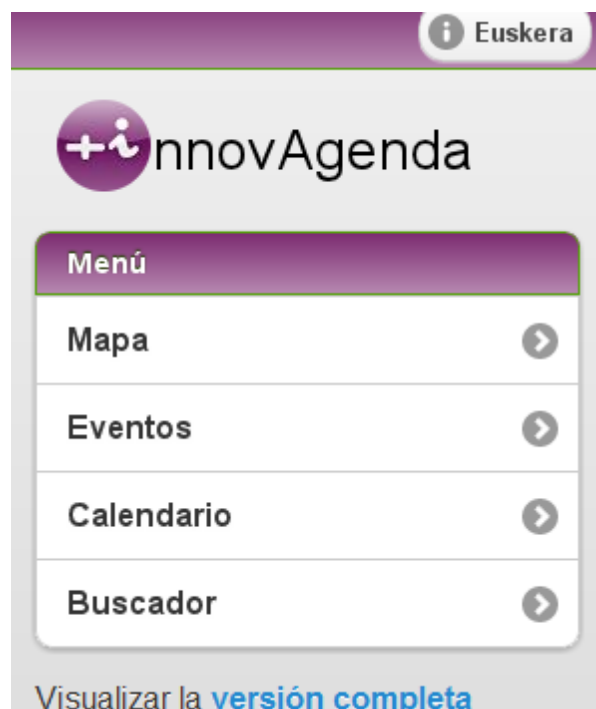 Euskera
+innovAgenda
Menú
Mapa
Eventos
Calendario
Buscador
Visualizar la versión completa